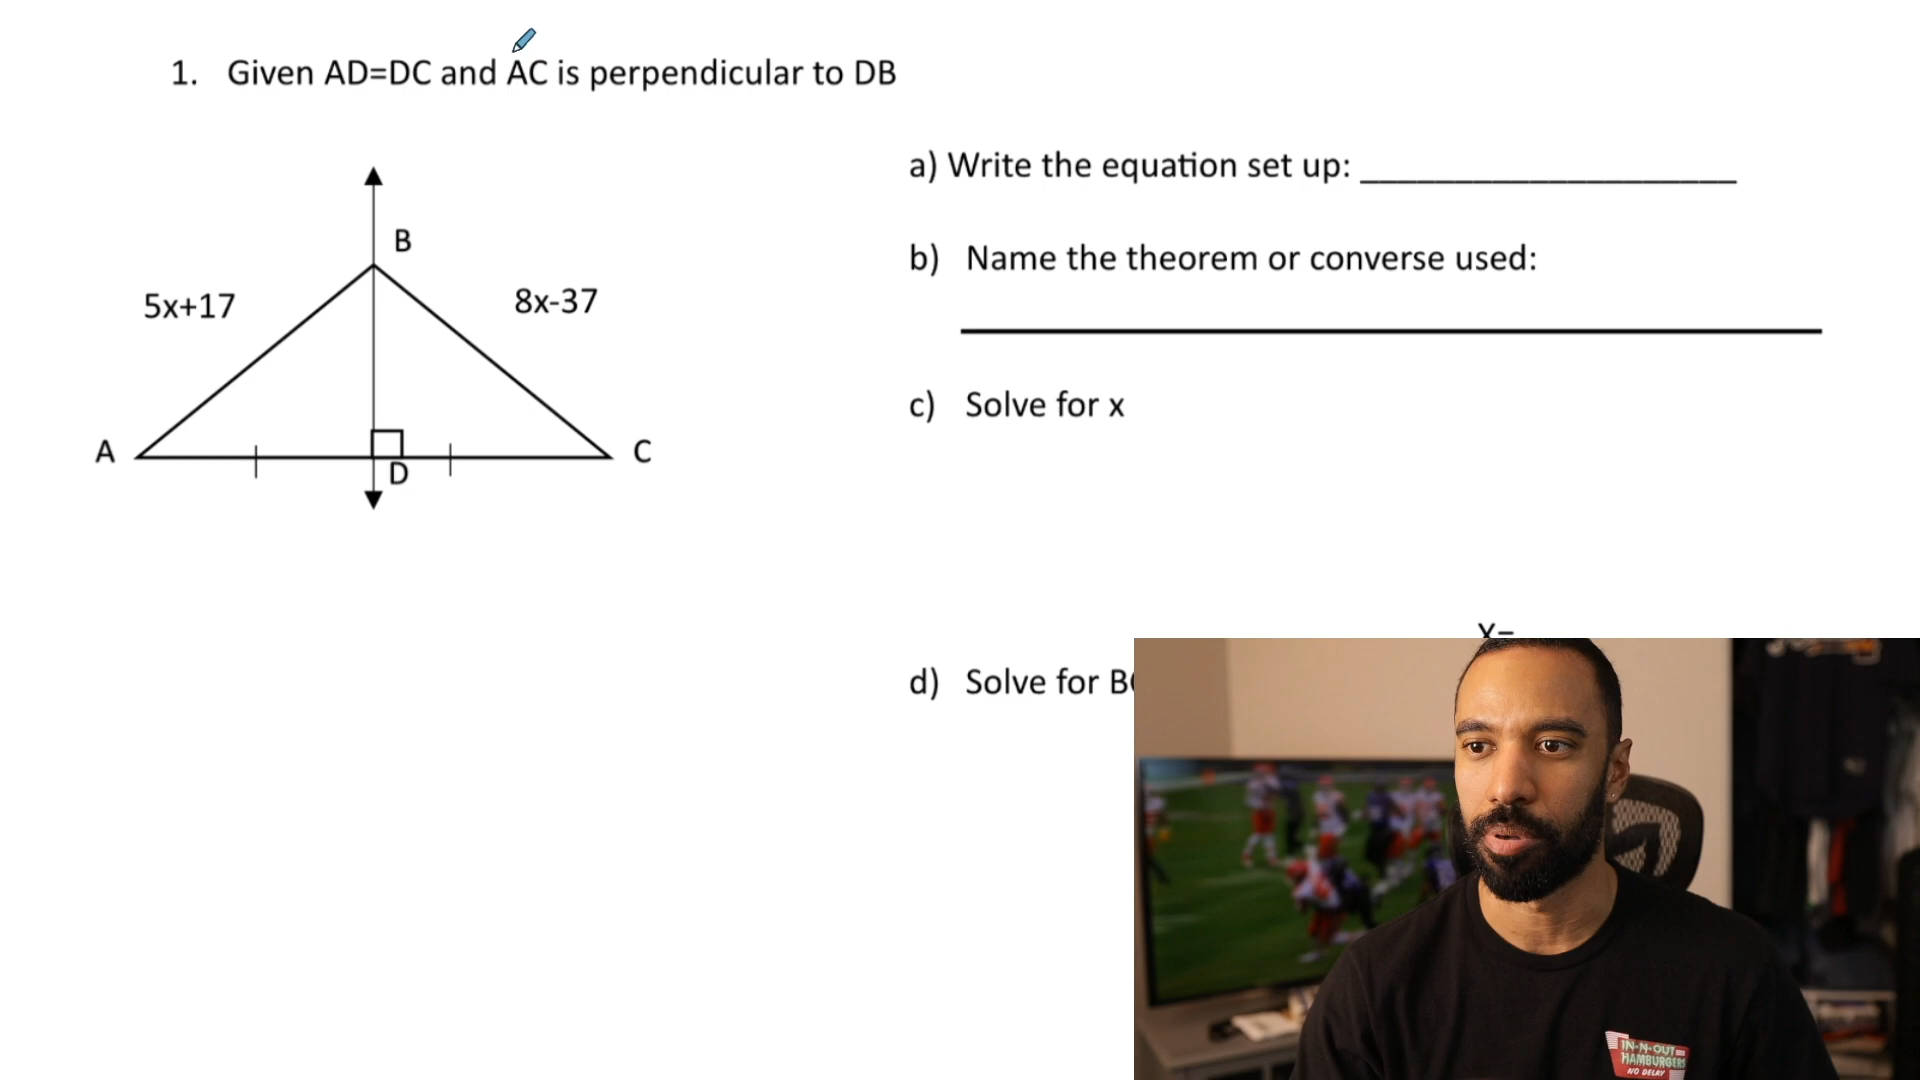 1. Given AD=DC and AC is perpendicular to DB
a) Write the equation set up: ____________________
B
b) Name the theorem or converse used:
5x+17
8x-37
c) Solve for x
A
C
D
x=
d) Solve for B
IN-N-OUT
HAMBURGERS
NO DELAY